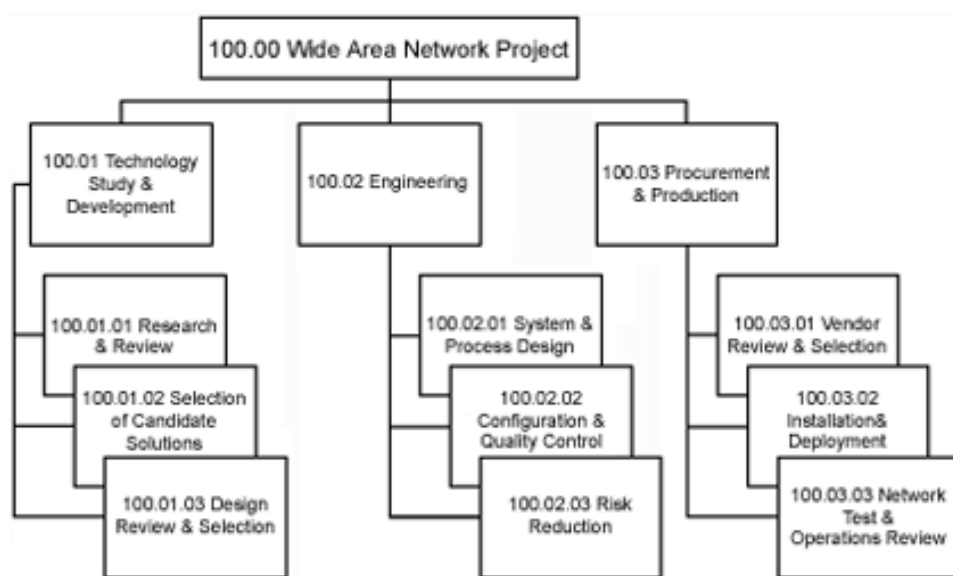 100.00 Wide Area Network Project
100.01 Technology
Study &
Development
100.02 Engineering
100.03 Procurement
& Production
100.01.01 Research
& Review
100.01.02 Selection
of Candidate
Solutions
100.01.03 Design
Review & Selection
100.02.01 System &
Process Design
100.02.02
Configuration &
Quality Control
100.02.03 Risk
Reduction
100.03.01 Vendor
Review & Selection
100.03.02
Installation&
Deployment
100.03.03 Network
Test &
Operations Review